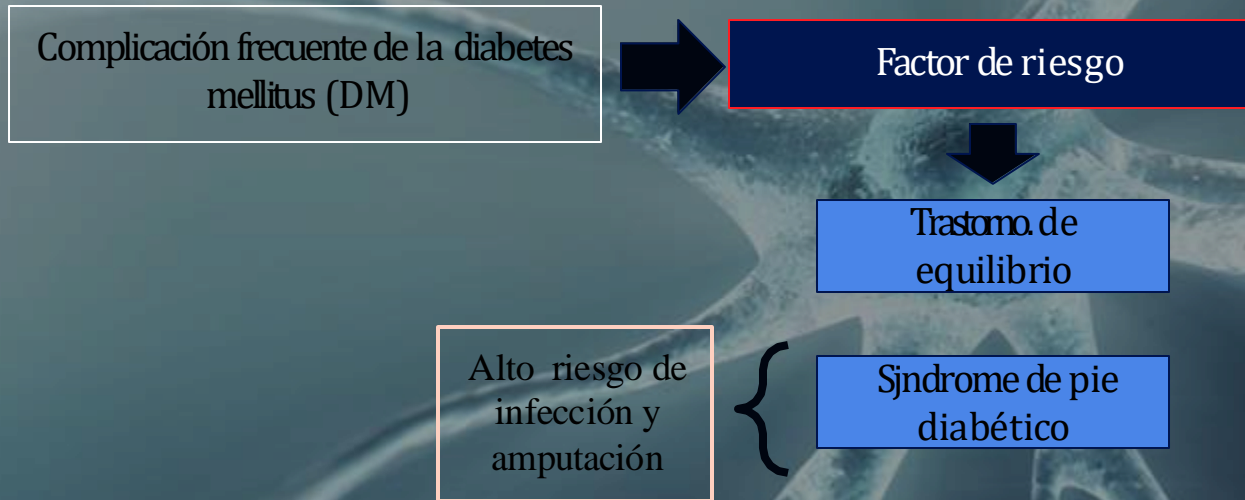 Complicación frecuente de la diabetes
mellitus (DM)
Factor de riesgo
Trastorno. de
equilibrio
Alto riesgo de
infección y
amputación
Sjndrome de pie
diabético